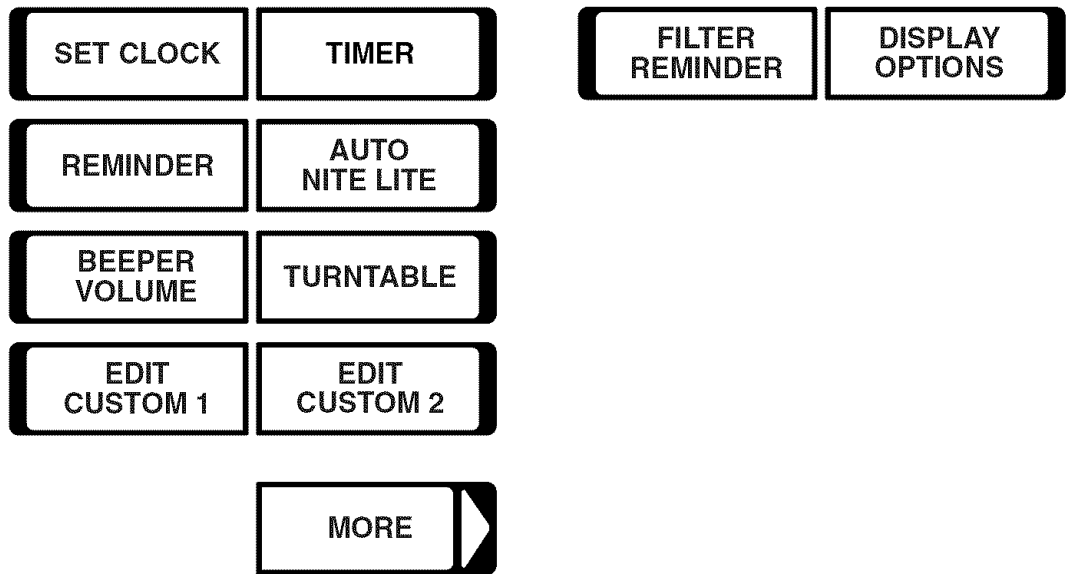 SET CLOCK
TIMER
REMINDER
AUTO
NITE LITE
BEEPER
VOLUME
TURNTABLE
EDIT
CUSTOM 1
EDIT
CUSTOM 2
MORE
FILTER
REMINDER
DISPLAY
OPTIONS